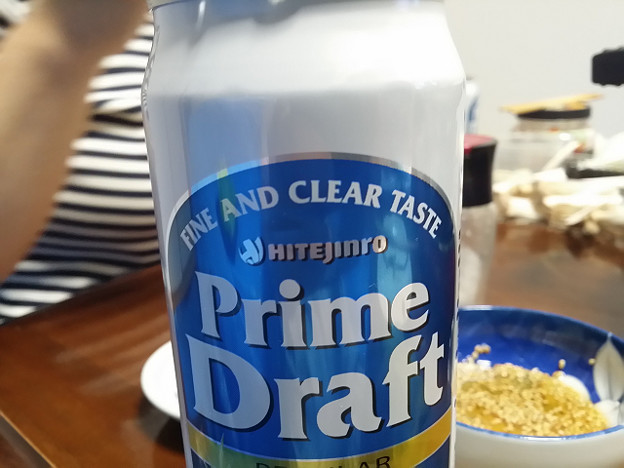 FINE AND CLEAR TASTE
HITEJINRO
Prime
Draft